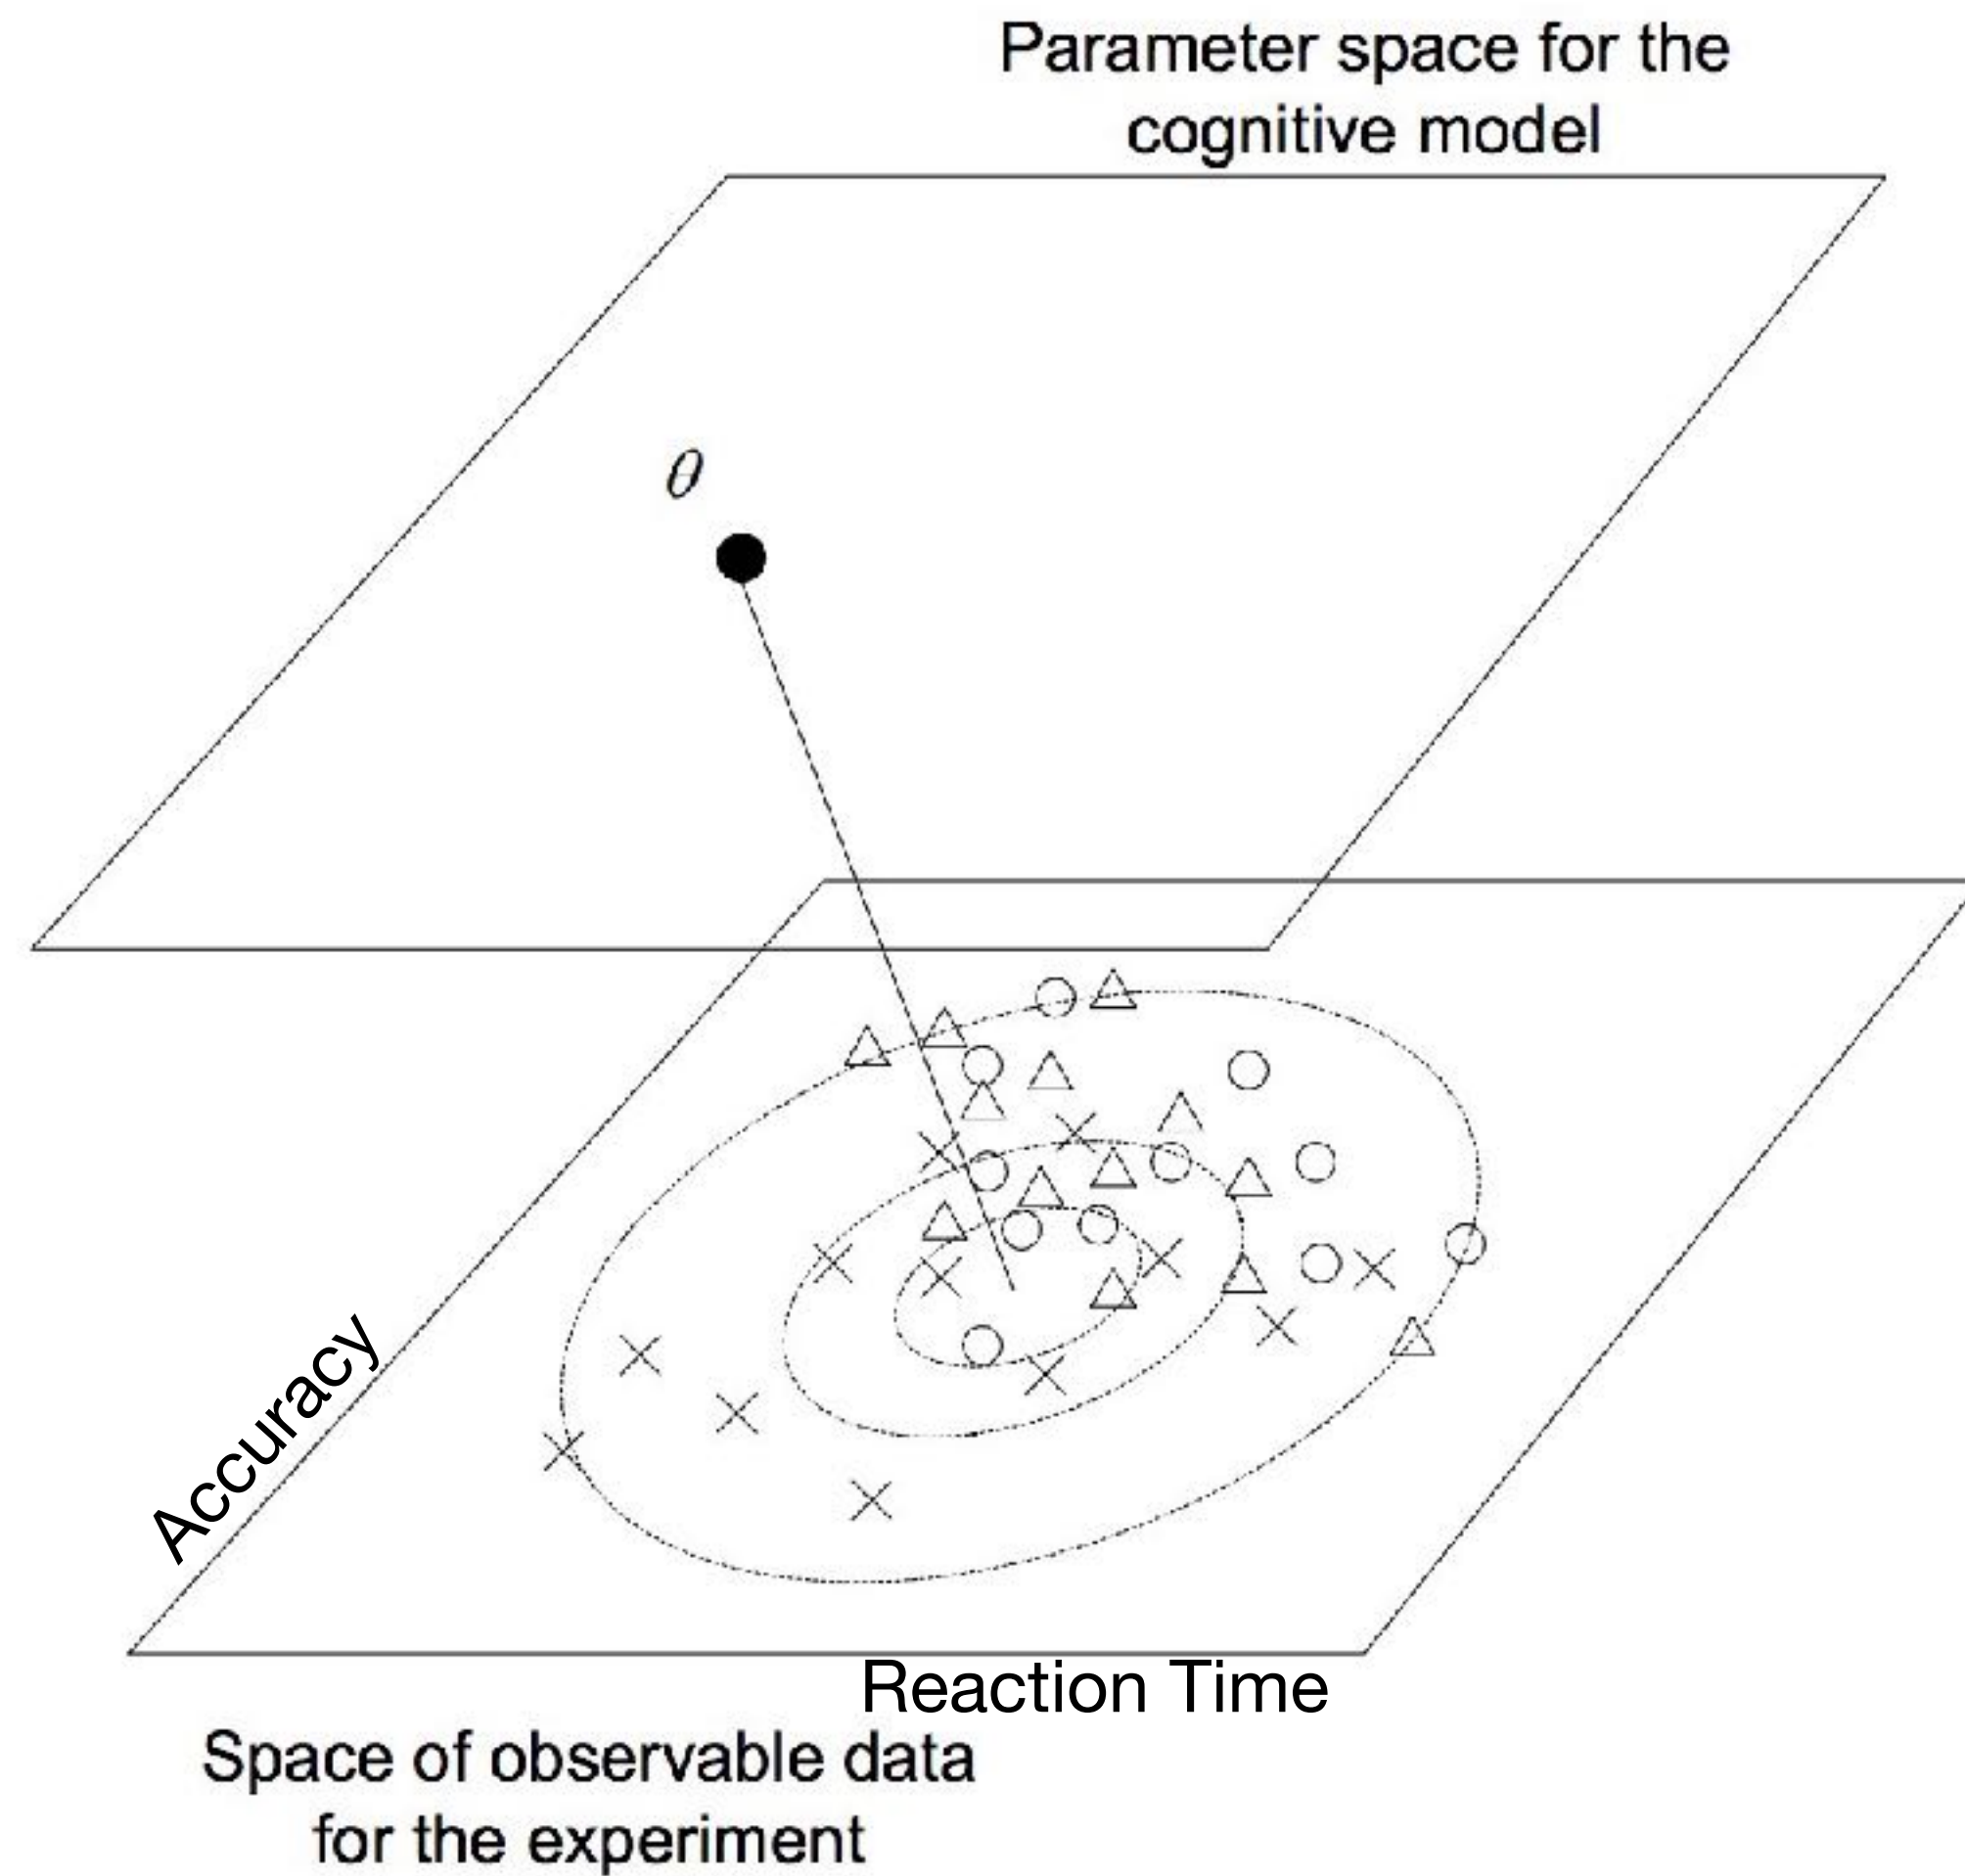 Parameter space for the
cognitive model
θ
Accuracy
Reaction Time
Space of observable data
for the experiment